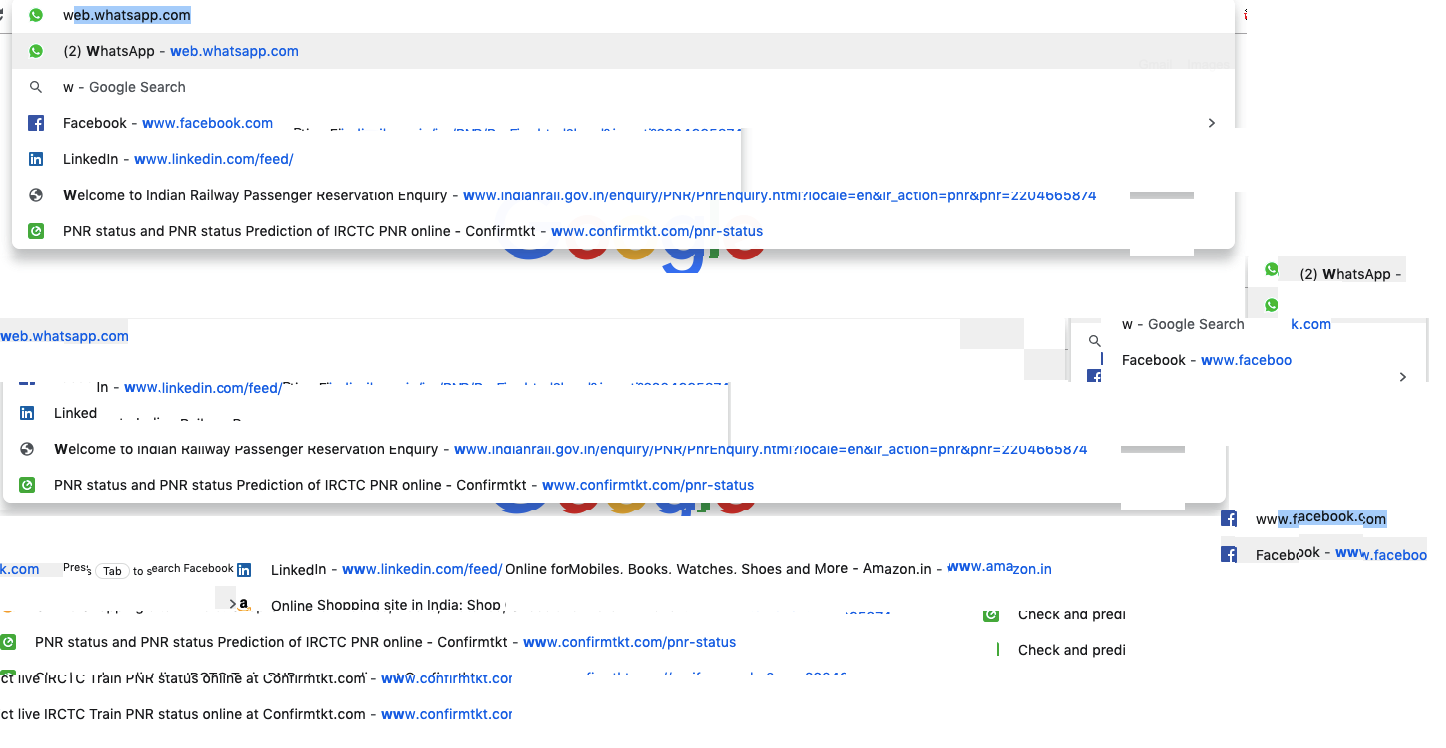 web.whatsapp.com
(2) WhatsApp - web.whatsapp.com
w - Google Search
Facebook - www.facebook.com
LinkedIn - www.linkedin.com/feed/
Welcome to Indian Railway Passenger Reservation Enquiry - www.indianrail.gov.in/enquiry/PNR/PnrEnquiry.html?locale=en&ir_action=pnr&pnr=2204665874
PNR status and PNR status Prediction of IRCTC PNR online - Confirmtkt - www.confirmtkt.com/pnr-status
Google
(2) WhatsApp -
w - Google Search
k.com
web.whatsapp.com
Facebook - www.faceboo
In - www.linkedin.com/feed/
Linked
Welcome to Indian Railway Passenger Reservation Enquiry - www.indianrail.gov.in/enquiry/PNR/PnrEnquiry.html?locale=en&ir_action=pnr&pnr=2204665874
PNR status and PNR status Prediction of IRCTC PNR online - Confirmtkt - www.confirmtkt.com/pnr-status
www.facebook.com
Facebook - www.faceboo
k.com
Press Tab to search Facebook
LinkedIn - www.linkedin.com/feed/
Online forMobiles. Books. Watches. Shoes and More - Amazon.in - www.amazon.in
Online Shopping site in India: Shop
Check and predi
PNR status and PNR status Prediction of IRCTC PNR online - Confirmtkt - www.confirmtkt.com/pnr-status
Check and predi
ct live IRCTC Train PNR status online at Confirmtkt.com - www.confirmtkt.cor
ct live IRCTC Train PNR status online at Confirmtkt.com - www.confirmtkt.cor